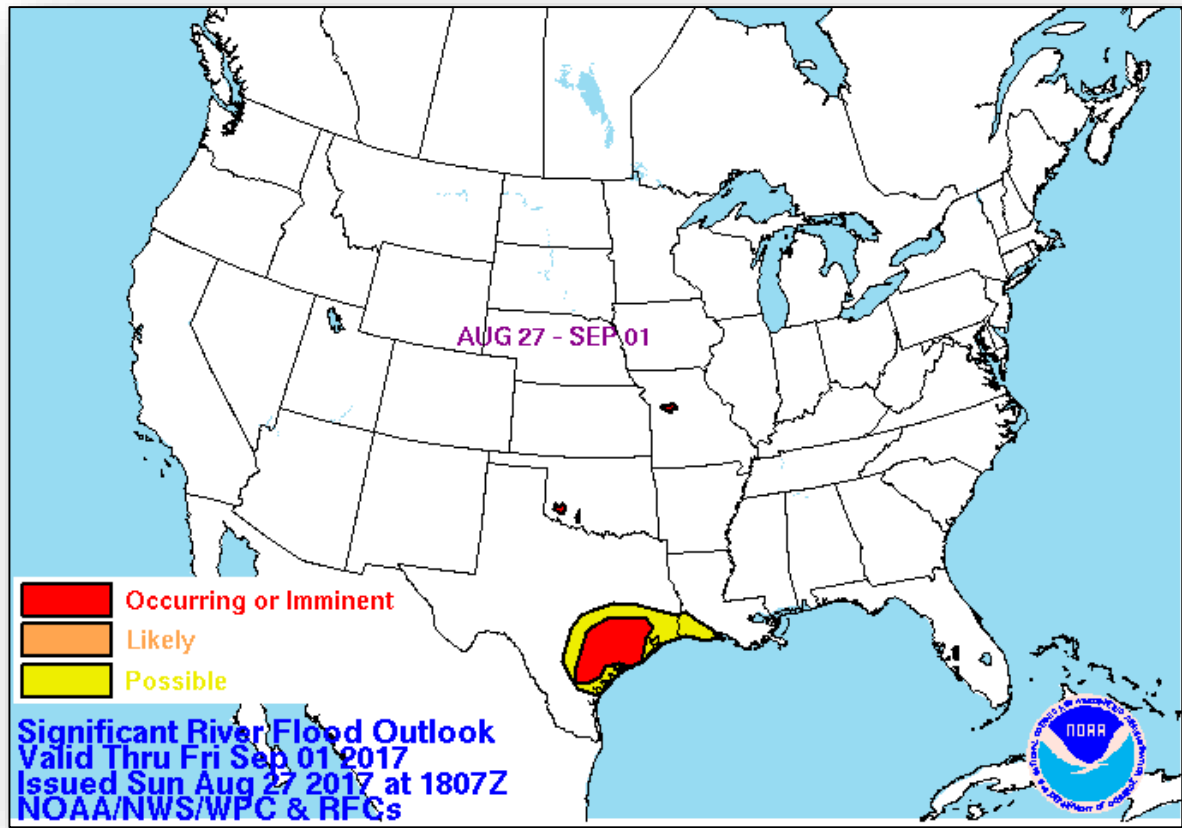 AUG 27 - SEP 01
Occurring or Imminent
Likely
Possible
Significant River Flood Outlook
Valid Thru Fri Sep 01 2017
Issued Sun Aug 27 2017 at 1807Z
NOAA/NWS/WPC & RFCs
NOAA